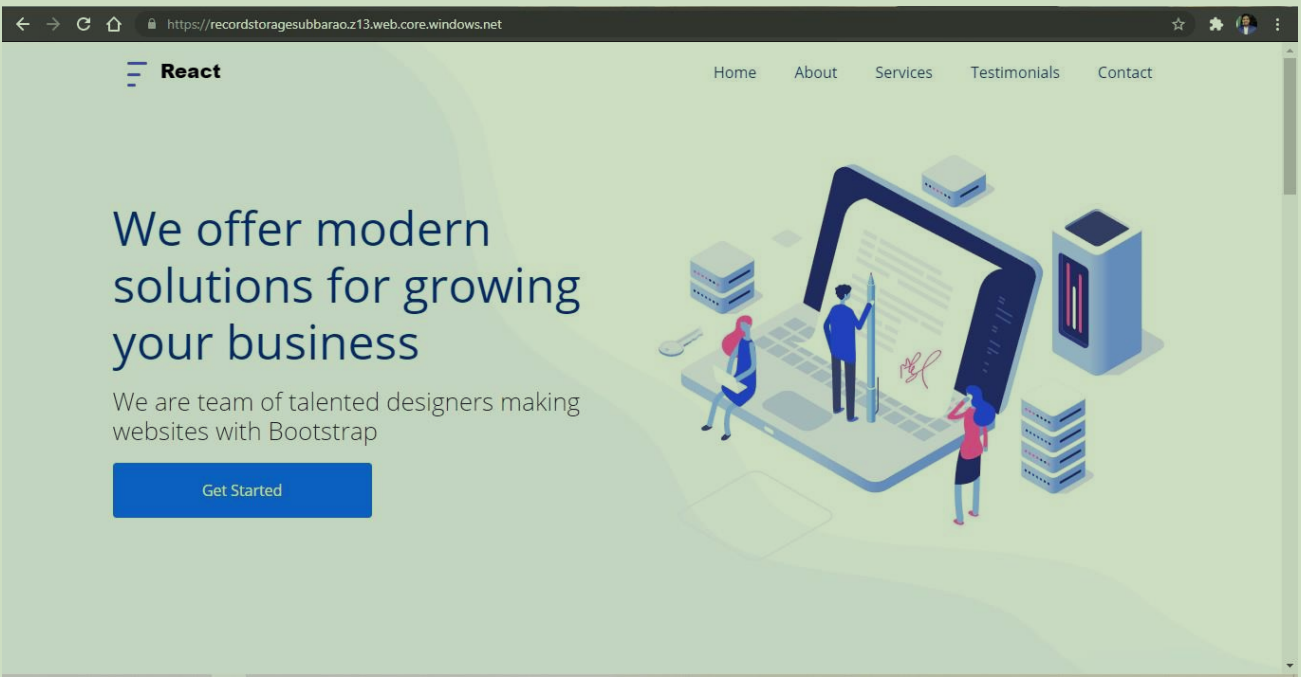 https://recordstoragesubbarao.z13.web.core.windows.net
React
Home About Services Testimonials Contact
We offer modern
solutions for growing
your business
We are team of talented designers making
websites with Bootstrap
Get Started